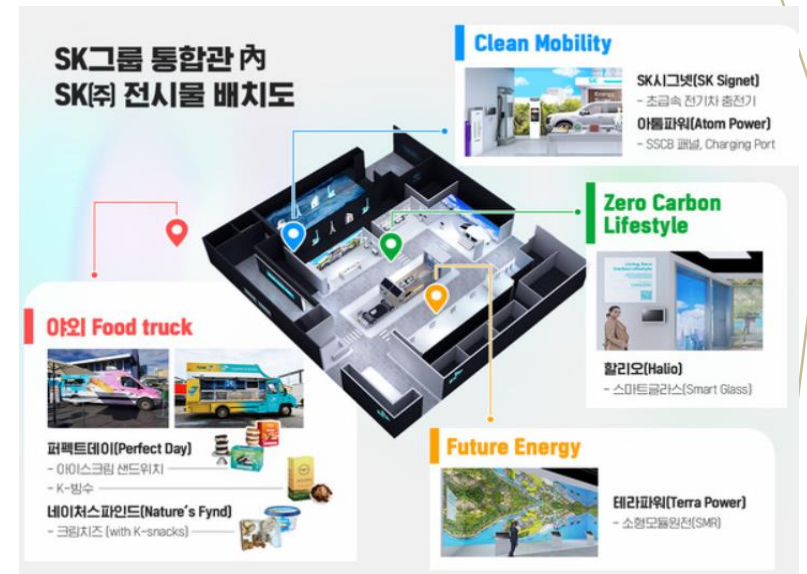 SK그룹 통합관 內
SK㈜ 전시물 배치도
Clean Mobility
SK시그넷(SK Signet)
- 초급속 전기차 충전기
아톰파워(Atom Power)
- SSCB 패널, Charging Port
Zero Carbon
Lifestyle
할리오(Halio)
- 스마트글라스(Smart Glass)
야외 Food truck
퍼펙트데이(Perfect Day)
- 아이스크림 샌드위치
- K-빙수
네이처스파인드(Nature's Fynd)
- 크림치즈 (with K-snacks)
Future Energy
테라파워(Terra Power)
- 소형모듈원전(SMR)